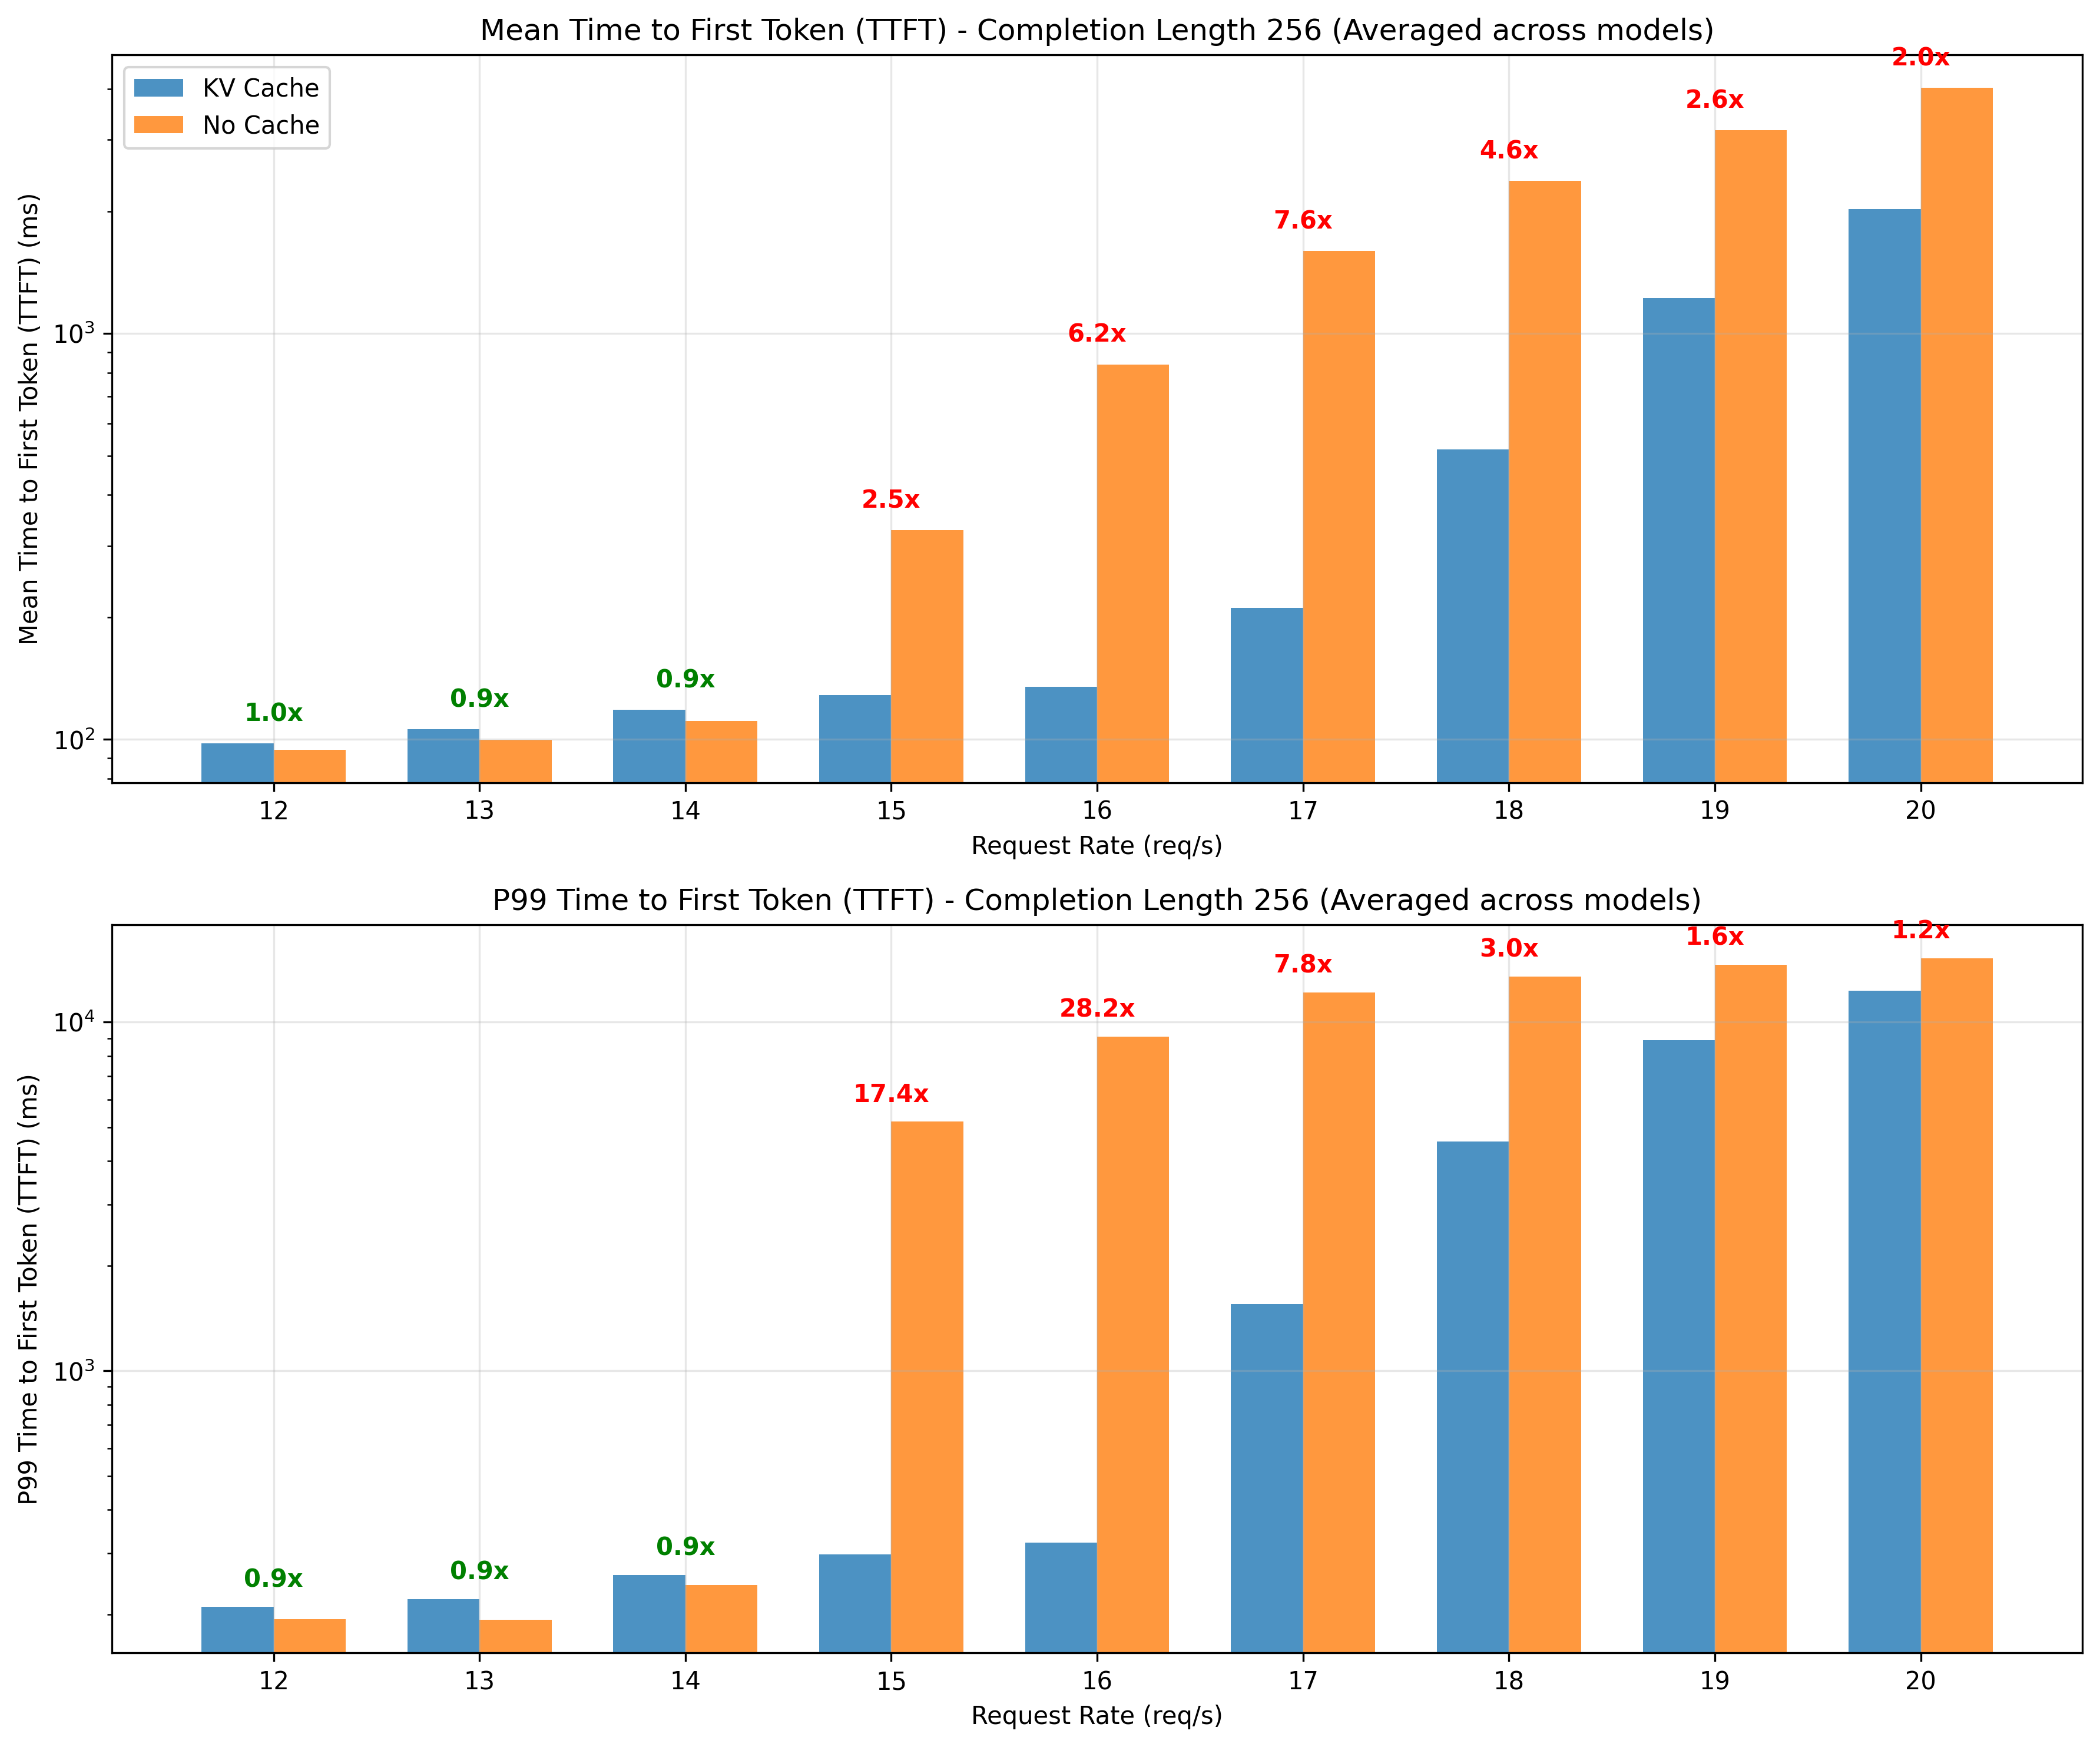 Mean Time to First Token (TTFT) - Completion Length 256 (Averaged across models)
KV Cache
No Cache
Mean Time to First Token (TTFT) (ms)
10³
10²
1.0x
0.9x
0.9x
2.5x
6.2x
7.6x
4.6x
2.6x
2.0x
12 13 14 15 16 17 18 19 20
Request Rate (req/s)
P99 Time to First Token (TTFT) - Completion Length 256 (Averaged across models)
P99 Time to First Token (TTFT) (ms)
10⁴
10³
0.9x
0.9x
0.9x
17.4x
28.2x
7.8x
3.0x
1.6x
1.2x
12 13 14 15 16 17 18 19 20
Request Rate (req/s)